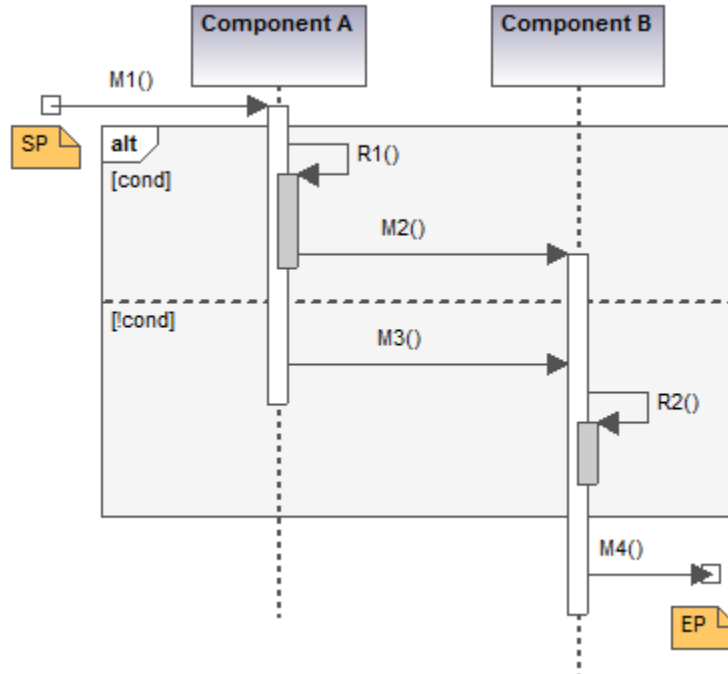 Component A
Component B
M1()
SP
alt
R1()
[cond]
M2()
[!cond]
M3()
R2()
M4()
EP